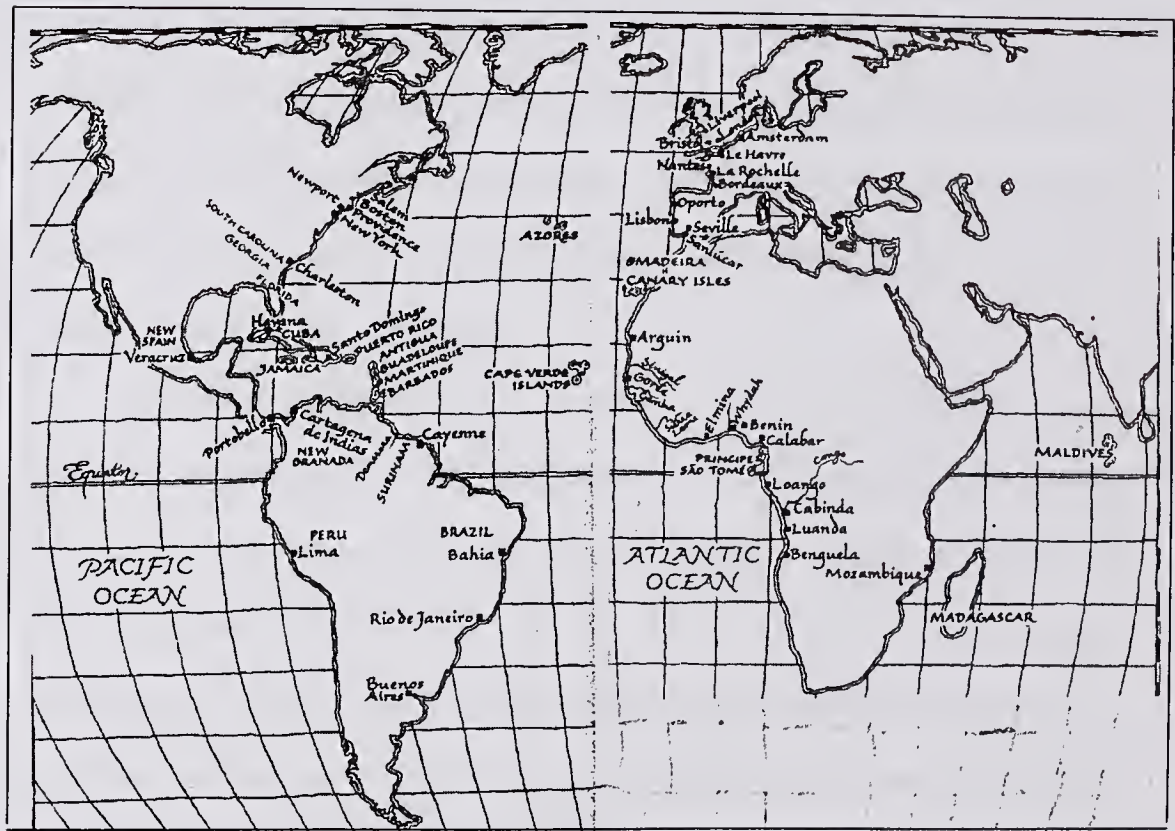 Newport
Salem
Boston
Providence
New York
SOUTH CAROLINA
GEORGIA
FLORIDA
Charleston
AZORES
NEW
SPAIN
Veracruz
Havana
CUBA
JAMAICA
Santo Domingo
PUERTO RICO
ANTIGUA
GUADELOUPE
MARTINIQUE
BARBADOS
CAPE VERDE
ISLANDS
Portobello
Cartagena
de Indias
NEW
GRANADA
SURINAM
Cayenne
Equator
PERU
Lima
BRAZIL
Bahia
PACIFIC
OCEAN
Rio de Janeiro
Buenos
Aires
Liverpool
Bristol
Amsterdam
Nantes
Le Havre
La Rochelle
Bordeaux
Oporto
Lisbon
Seville
Sanlúcar
MADEIRA
CANARY ISLES
Arguin
Elmina
Whydah
Benin
Calabar
PRINCIPE
SÃO TOMÉ
Congo
Loango
Cabinda
Luanda
Benguela
Mozambique
ATLANTIC
OCEAN
MADAGASCAR
MALDIVES